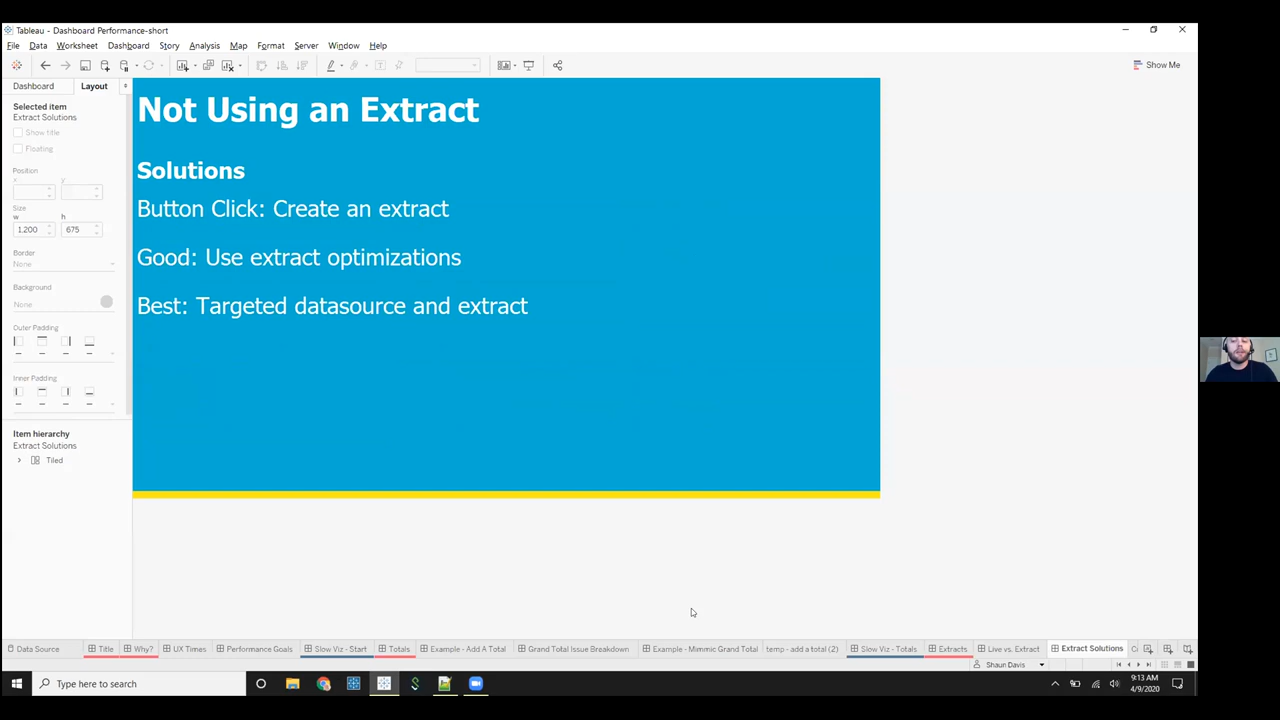 Tableau - Dashboard Performance-short
File Data Worksheet Dashboard Story Analysis Map Format Server Window Help
Show Me
Dashboard Layout
Selected item
Extract Solutions
Show title
Floating
Position
x y
Size
w h
1,200 675
Border
None
Background
None
Outer Padding
Inner Padding
Item hierarchy
Extract Solutions
Tiled
Not Using an Extract
Solutions
Button Click: Create an extract
Good: Use extract optimizations
Best: Targeted datasource and extract
Data Source Title Why? UX Times Performance Goals Slow Viz - Start Totals Example - Add A Total Grand Total Issue Breakdown Example - Mimmic Grand Total temp - add a total (2) Slow Viz - Totals Extracts Live vs. Extract Extract Solutions
Shaun Davis
Type here to search
9:13 AM
4/9/2020